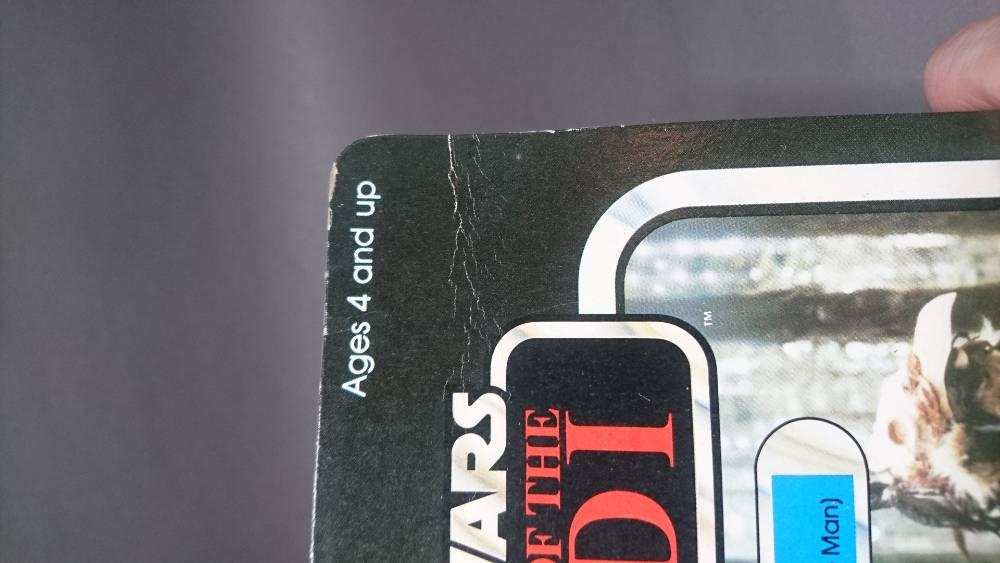 Ages 4 and up
WARS
OF THE
DI
TM
Man)